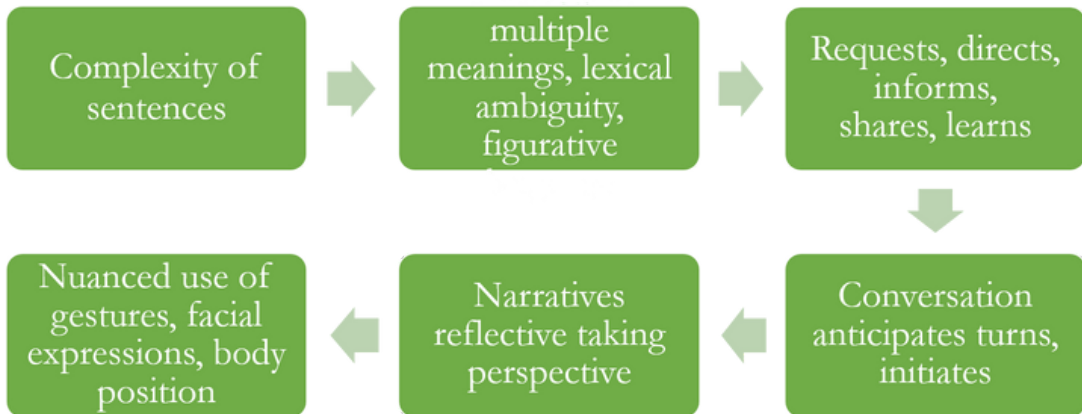 Complexity of
sentences
multiple
meanings, lexical
ambiguity,
figurative
Requests, directs,
informs,
shares, learns
Conversation
anticipates turns,
initiates
Narratives
reflective taking
perspective
Nuanced use of
gestures, facial
expressions, body
position